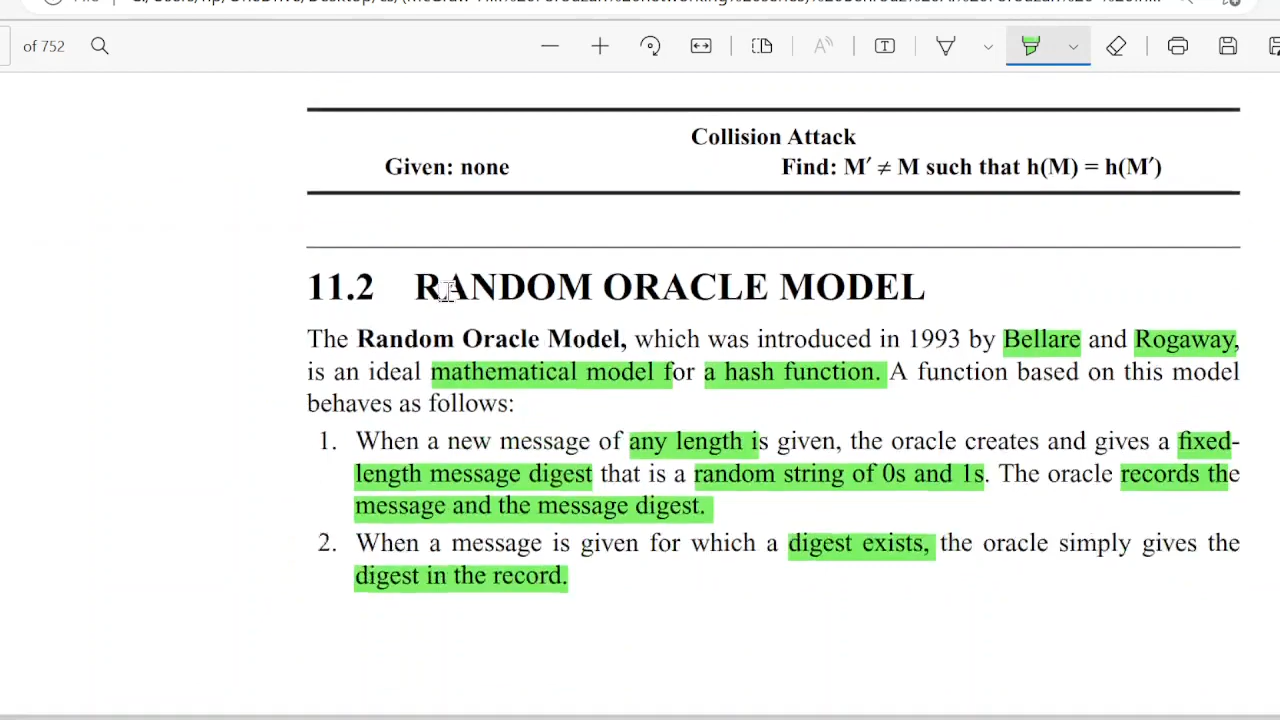 of 752
Collision Attack
Given: none Find: M′ ≠ M such that h(M) = h(M′)
11.2 RANDOM ORACLE MODEL
The Random Oracle Model, which was introduced in 1993 by Bellare and Rogaway,
is an ideal mathematical model for a hash function. A function based on this model
behaves as follows:
1. When a new message of any length is given, the oracle creates and gives a fixed-
length message digest that is a random string of 0s and 1s. The oracle records the
message and the message digest.
2. When a message is given for which a digest exists, the oracle simply gives the
digest in the record.